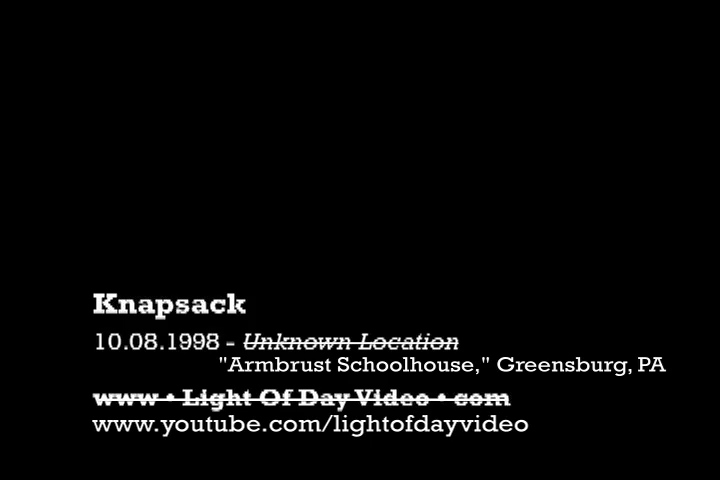 Knapsack
10.08.1998 - Unknown Location
"Armbrust Schoolhouse," Greensburg, PA
www • Light Of Day Video • com
www.youtube.com/lightofdayvideo